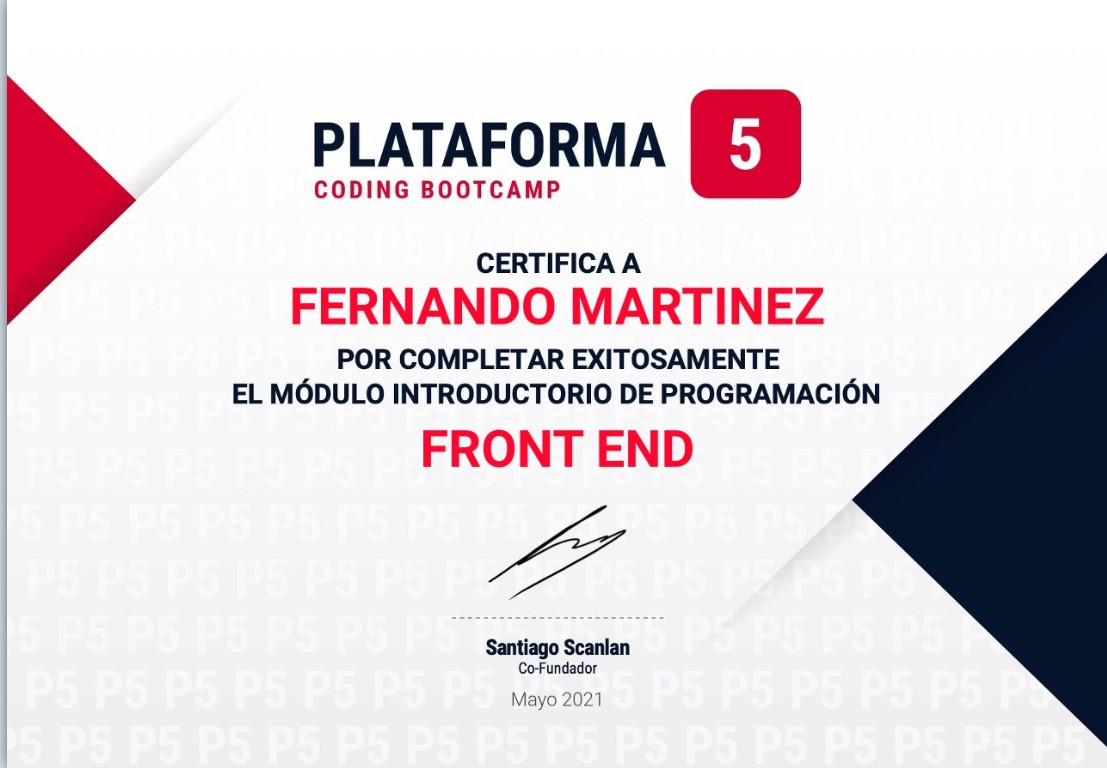 PLATAFORMA 5
CODING BOOTCAMP
CERTIFICA A
FERNANDO MARTINEZ
POR COMPLETAR EXITOSAMENTE
EL MÓDULO INTRODUCTORIO DE PROGRAMACIÓN
FRONT END
Santiago Scanlan
Co-Fundador
Mayo 2021